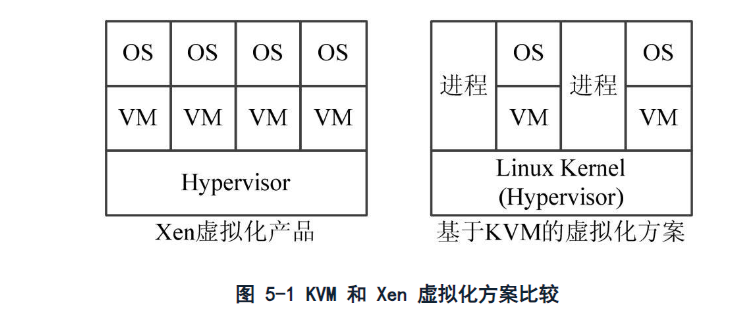 OS OS OS OS
VM VM VM VM
Hypervisor
Xen虚拟化产品
进程 OS 进程 OS
VM VM
Linux Kernel
(Hypervisor)
基于KVM的虚拟化方案
图 5-1 KVM 和 Xen 虚拟化方案比较